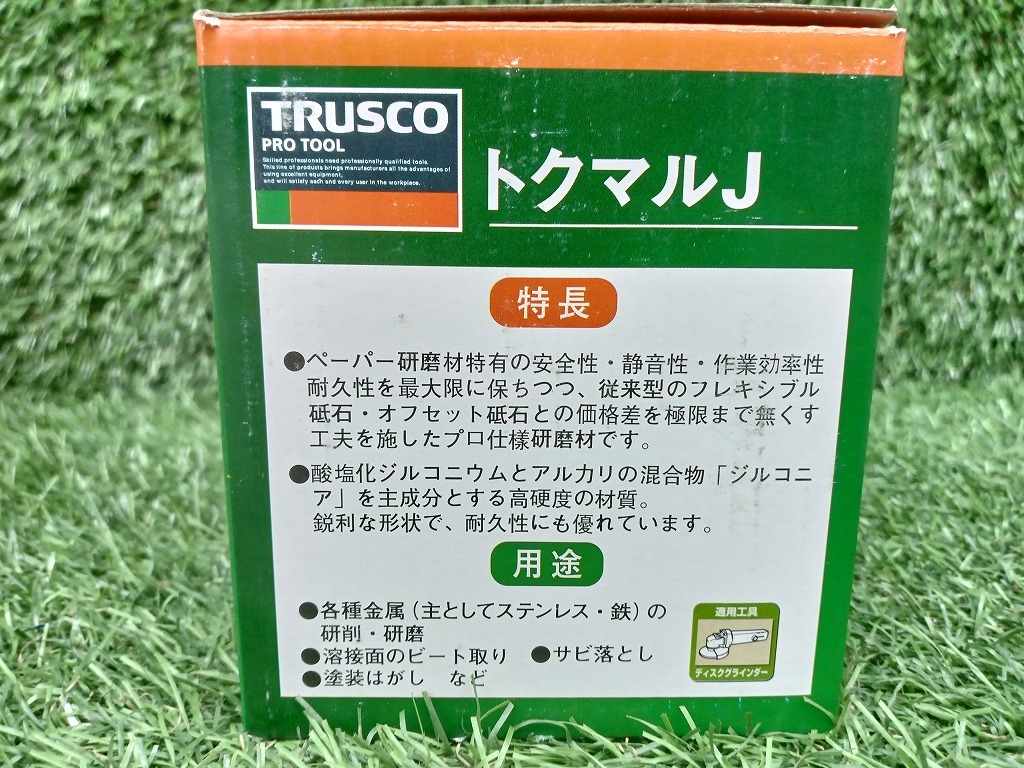 TRUSCO
PRO TOOL
Skilled professionals need professionally qualified tools.
This line of products brings manufacturers all the advantages of
using excellent equipment,
and will satisfy each and every user in the workplace.
トクマルJ
特長
●ペーパー研磨材特有の安全性・静音性・作業効率性
耐久性を最大限に保ちつつ、従来型のフレキシブル
砥石・オフセット砥石との価格差を極限まで無くす
工夫を施したプロ仕様研磨材です。
●酸塩化ジルコニウムとアルカリの混合物「ジルコニ
ア」を主成分とする高硬度の材質。
鋭利な形状で、耐久性にも優れています。
用途
●各種金属(主としてステンレス・鉄)の
研削・研磨
●溶接面のビート取り ●サビ落とし
●塗装はがし など
適用工具
ディスクグラインダー